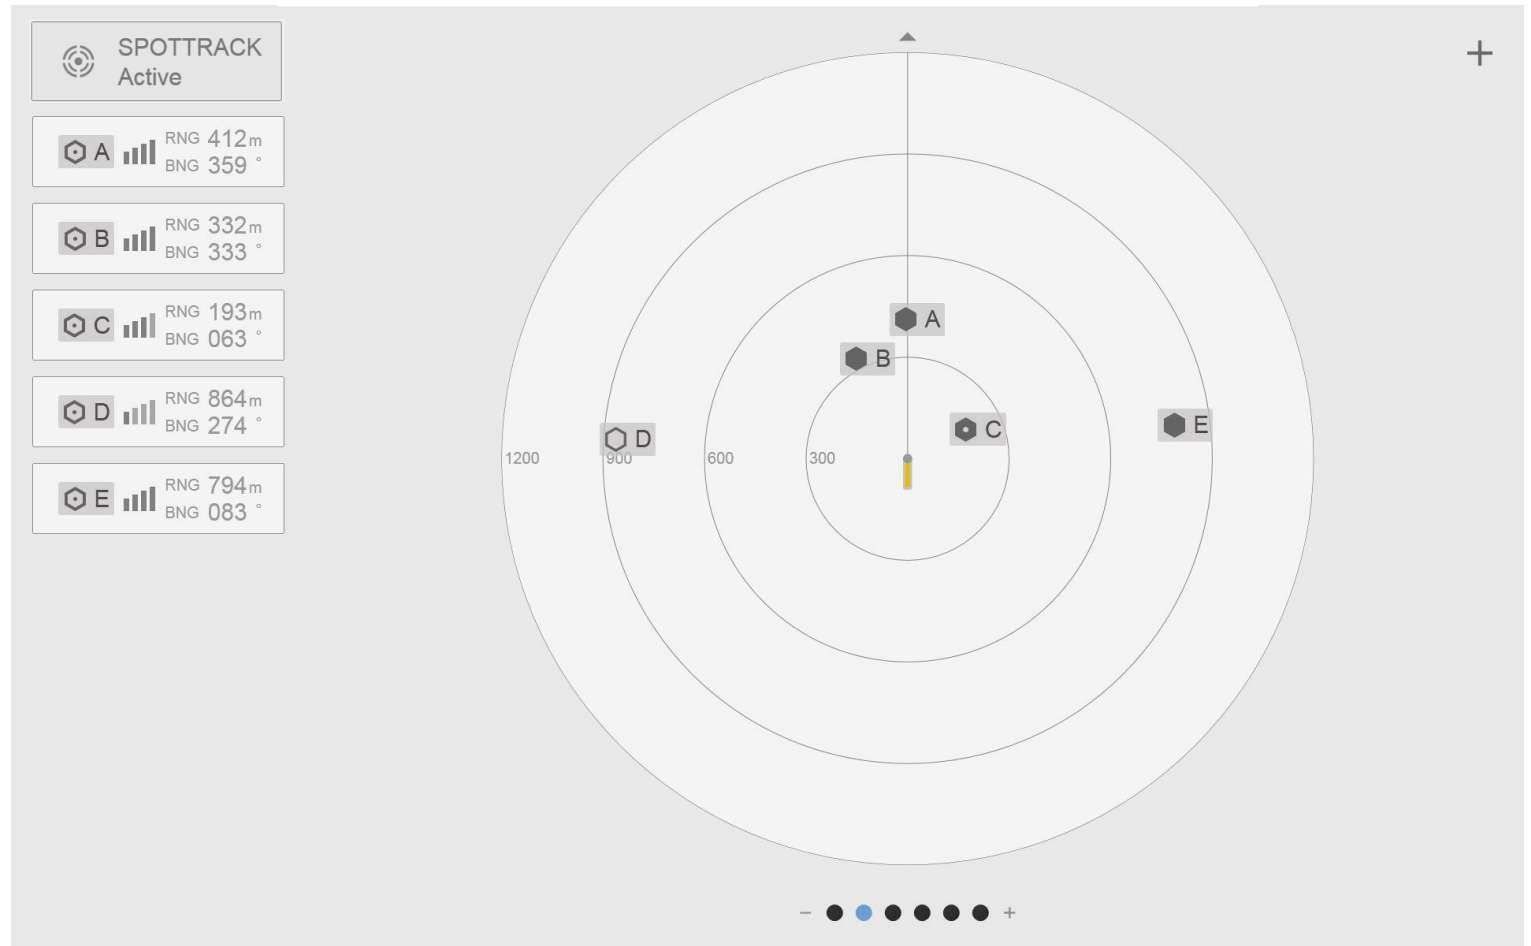 SPOTTRACK
Active
A RNG 412m
BNG 359 °
B RNG 332m
BNG 333 °
C RNG 193m
BNG 063 °
D RNG 864m
BNG 274 °
E RNG 794m
BNG 083 °
A
B
C
D
E
1200 900 600 300